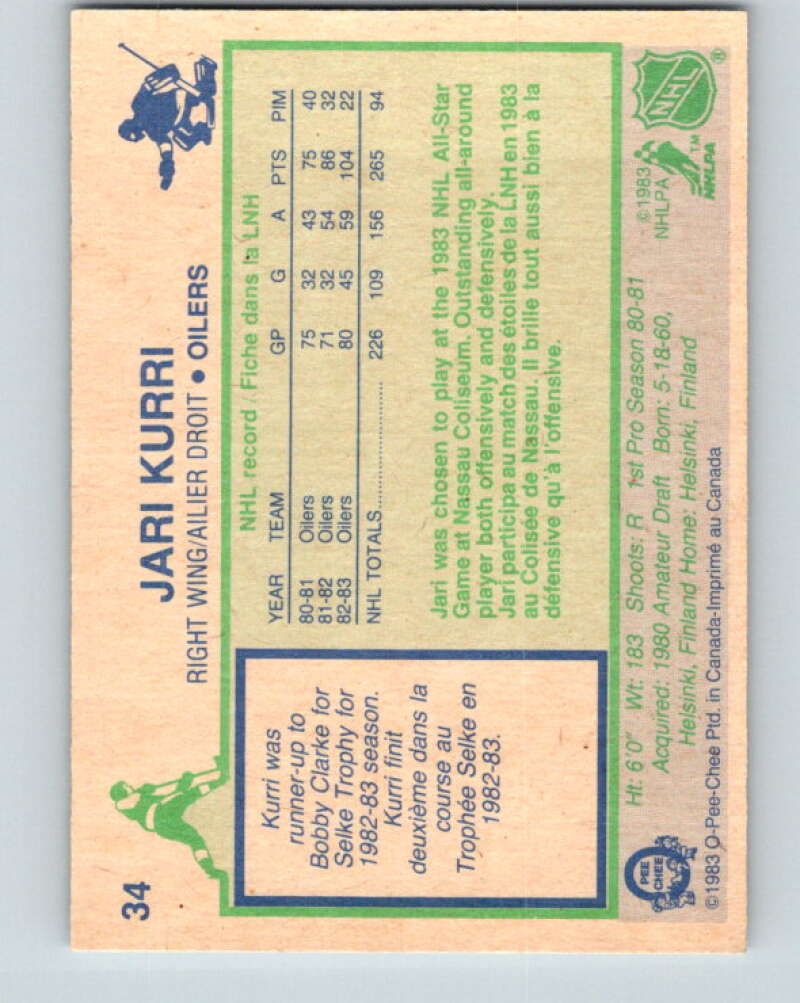 34
JARI KURRI
RIGHT WING/AILIER DROIT • OILERS
Kurri was
runner-up to
Bobby Clarke for
Selke Trophy for
1982-83 season.
Kurri finit
deuxième dans la
course au
Trophée Selke en
1982-83.
NHL record / Fiche dans la LNH
YEAR TEAM GP G A PTS PIM
80-81 Oilers 75 32 43 75 40
81-82 Oilers 71 32 54 86 32
82-83 Oilers 80 45 59 104 22
NHL TOTALS.................... 226 109 156 265 94
Jari was chosen to play at the 1983 NHL All-Star
Game at Nassau Coliseum. Outstanding all-around
player both offensively and defensively.
Jari participa au match des étoiles de la LNH en 1983
au Colisée de Nassau. Il brille tout aussi bien à la
défensive qu'à l'offensive.
Ht: 6'0" Wt: 183 Shoots: R 1st Pro Season 80-81
Acquired: 1980 Amateur Draft Born: 5-18-60,
Helsinki, Finland Home: Helsinki, Finland
© 1983 O-Pee-Chee Ptd. in Canada-Imprimé au Canada
O PEE CHEE
© 1983
NHLPA
NHL ®
NHLPA ™